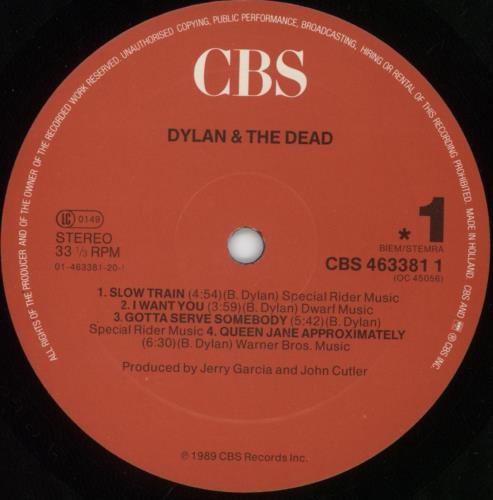 ALL RIGHTS OF THE PRODUCER AND OF THE OWNER OF THE RECORDED WORK RESERVED. UNAUTHORISED COPYING, PUBLIC PERFORMANCE, BROADCASTING, HIRING OR RENTAL OF THIS RECORDING PROHIBITED. MADE IN HOLLAND. CBS AND ® CBS INC.
CBS
DYLAN & THE DEAD
LC 0149
STEREO
33 1/3 RPM
01-463381-20-1
* 1
BIEM/STEMRA
CBS 463381 1
(OC 45056)
1. SLOW TRAIN (4:54)(B. Dylan) Special Rider Music
2. I WANT YOU (3:59)(B. Dylan) Dwarf Music
3. GOTTA SERVE SOMEBODY (5:42)(B. Dylan)
Special Rider Music 4. QUEEN JANE APPROXIMATELY
(6:30)(B. Dylan) Warner Bros. Music
Produced by Jerry Garcia and John Cutler
℗ 1989 CBS Records Inc.